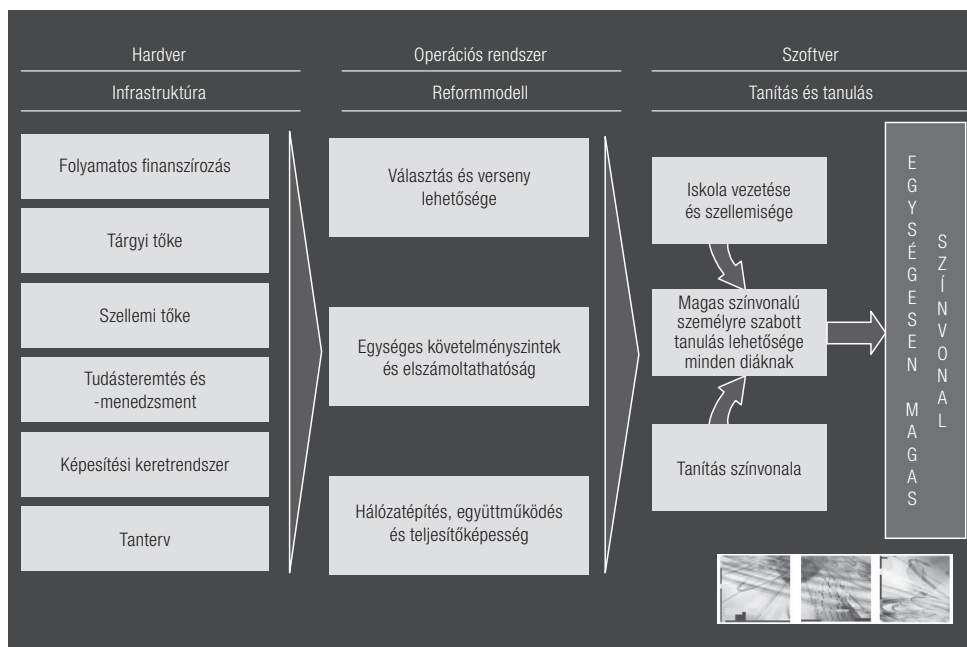 Hardver
Infrastruktúra
Folyamatos finanszírozás
Tárgyi tőke
Szellemi tőke
Tudásteremtés és
-menedzsment
Képesítési keretrendszer
Tanterv
Operációs rendszer
Reformmodell
Választás és verseny
lehetősége
Egységes követelményszintek
és elszámoltathatóság
Hálózatépítés, együttműködés
és teljesítőképesség
Szoftver
Tanítás és tanulás
Iskola vezetése
és szellemisége
Magas színvonalú
személyre szabott
tanulás lehetősége
minden diáknak
Tanítás színvonala
EGYSÉGESEN MAGAS
SZÍNVONAL